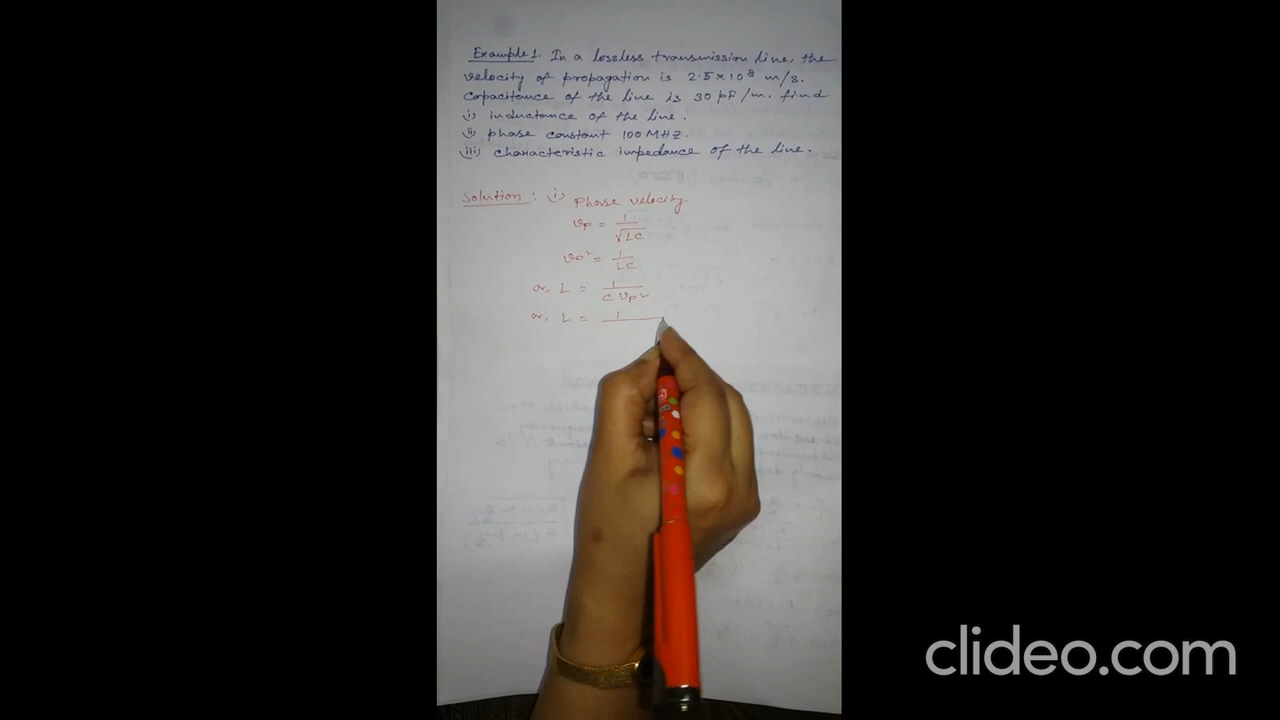 Example 1. In a lossless transmission line, the
velocity of propagation is 2.5 × 10⁸ m/s.
Capacitance of the line is 30 pF/m. find
i) inductance of the line.
ii) phase constant 100 MHZ.
iii) characteristic impedance of the line.
Solution : i) Phase velocity
vp = 1/√LC
vp² = 1/LC
or, L = 1/C vp²
or, L = 1
clideo.com